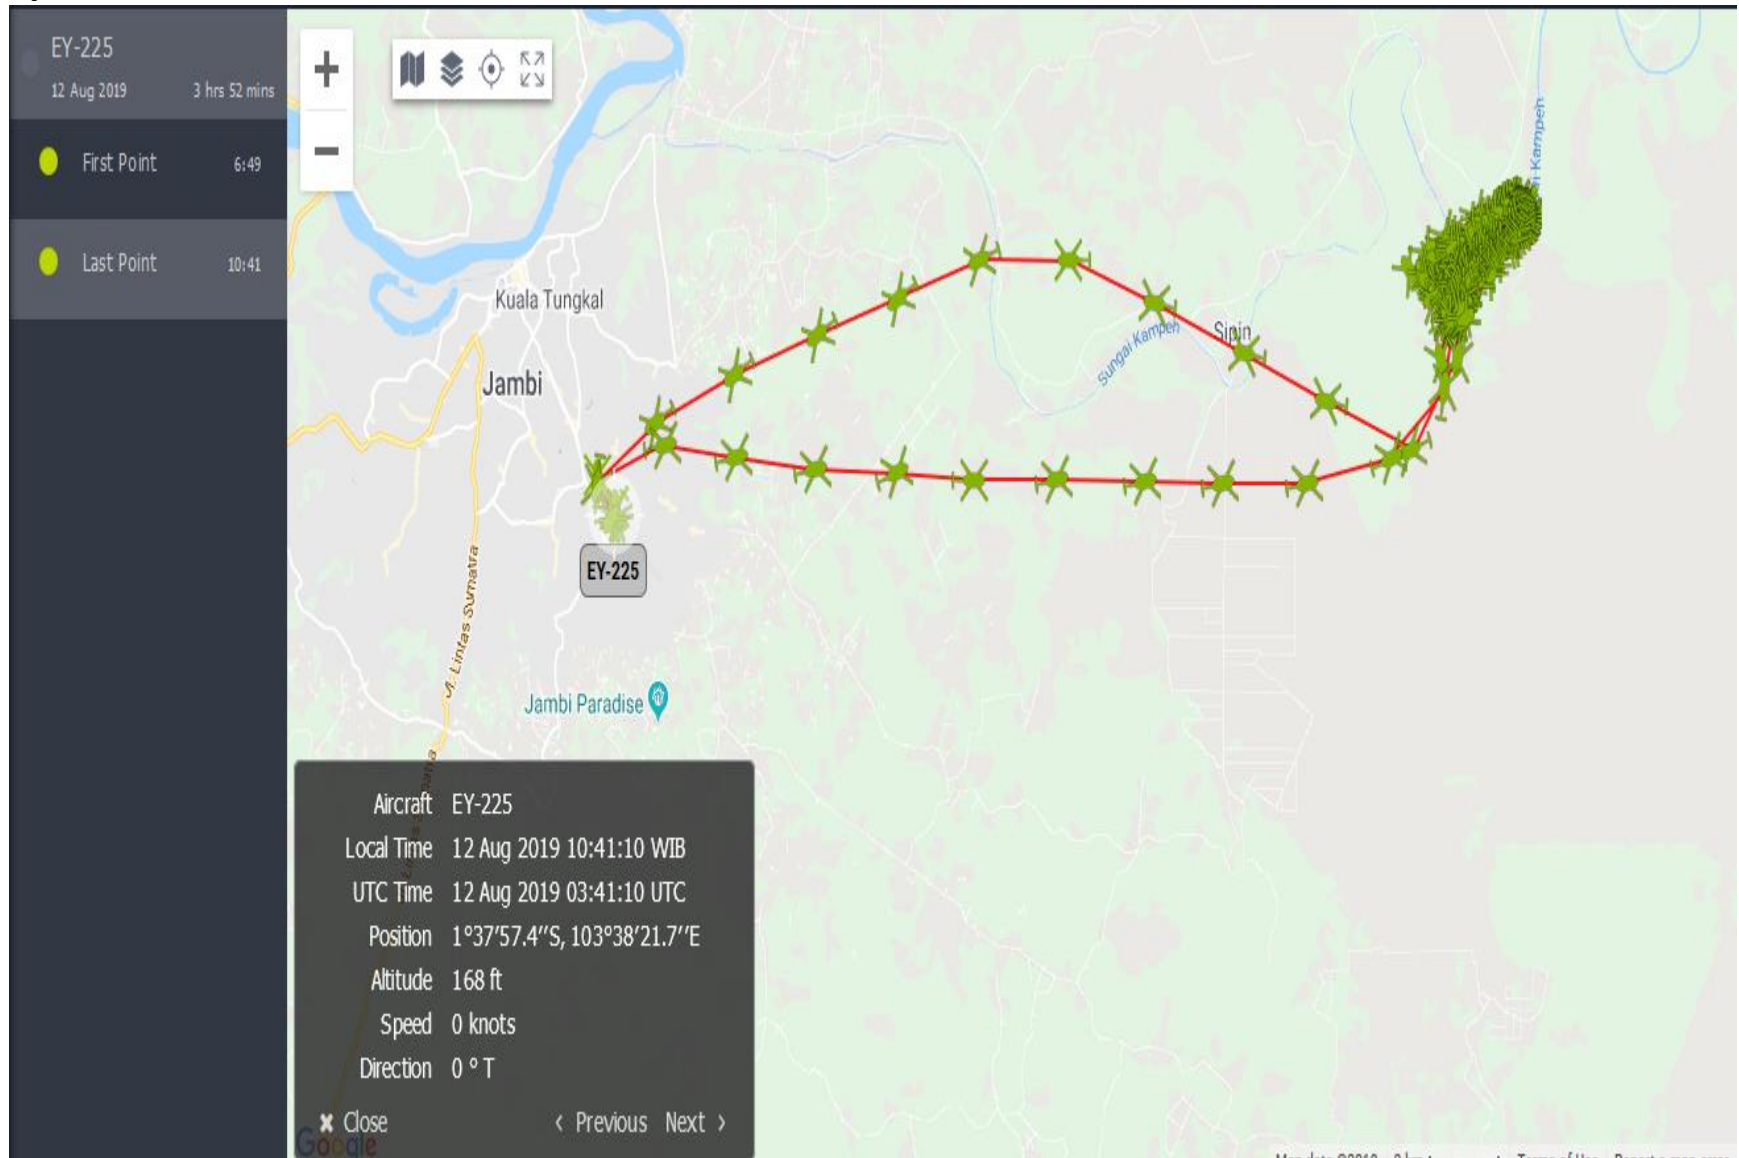 EY-225
12 Aug 2019 3 hrs 52 mins
First Point 6:49
Last Point 10:41
Kampen
Kuala Tungkal
Jambi
Sungai Kampeh
Sipin
EY-225
Jl. Lintas Sumatra
Jambi Paradise
Aircraft EY-225
Local Time 12 Aug 2019 10:41:10 WIB
UTC Time 12 Aug 2019 03:41:10 UTC
Position 1°37'57.4''S, 103°38'21.7''E
Altitude 168 ft
Speed 0 knots
Direction 0 ° T
× Close < Previous Next >
Google